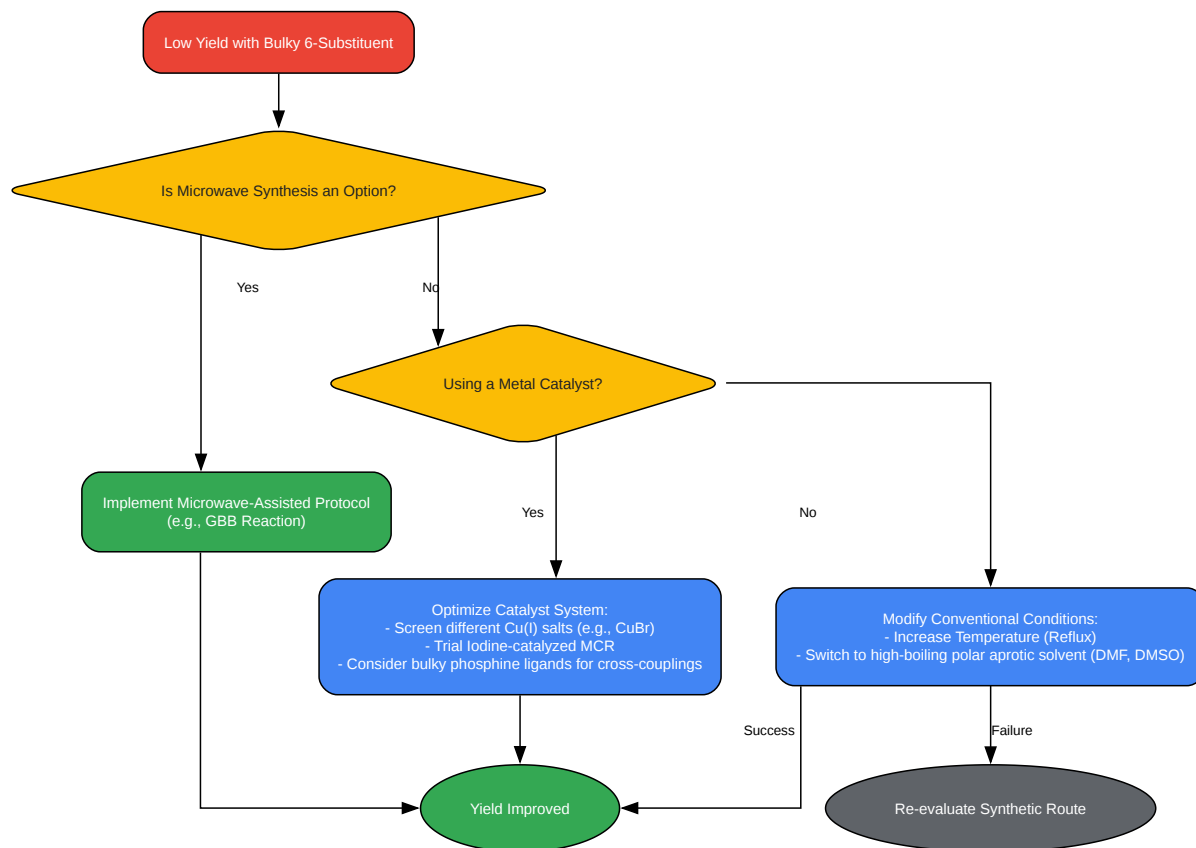 Low Yield with Bulky 6-Substituent
Is Microwave Synthesis an Option?
Yes
No
Using a Metal Catalyst?
Implement Microwave-Assisted Protocol
(e.g., GBB Reaction)
Yes
No
Optimize Catalyst System:
- Screen different Cu(I) salts (e.g., CuBr)
- Trial Iodine-catalyzed MCR
- Consider bulky phosphine ligands for cross-couplings
Modify Conventional Conditions:
- Increase Temperature (Reflux)
- Switch to high-boiling polar aprotic solvent (DMF, DMSO)
Success
Failure
Yield Improved
Re-evaluate Synthetic Route